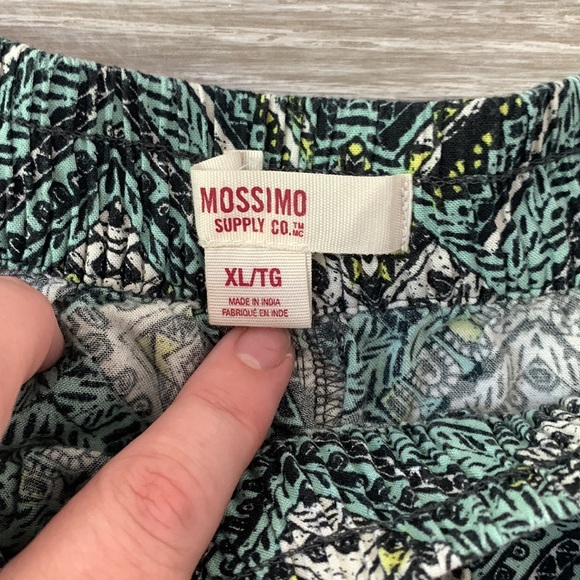 MOSSIMO
SUPPLY CO.™
MC
XL/TG
MADE IN INDIA
FABRIQUÉ EN INDE